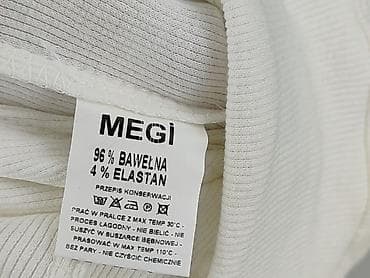 MEGI
96 % BAWEŁNA
4 % ELASTAN
PRZEPIS KONSERWACJI
PRAĆ W PRALCE Z MAX TEMP 30°C -
PROCES ŁAGODNY - NIE BIELIĆ - NIE
SUSZYĆ W SUSZARCE BĘBNOWEJ -
PRASOWAĆ W MAX TEMP 110°C -
BEZ PARY - NIE CZYŚCIĆ CHEMICZNIE